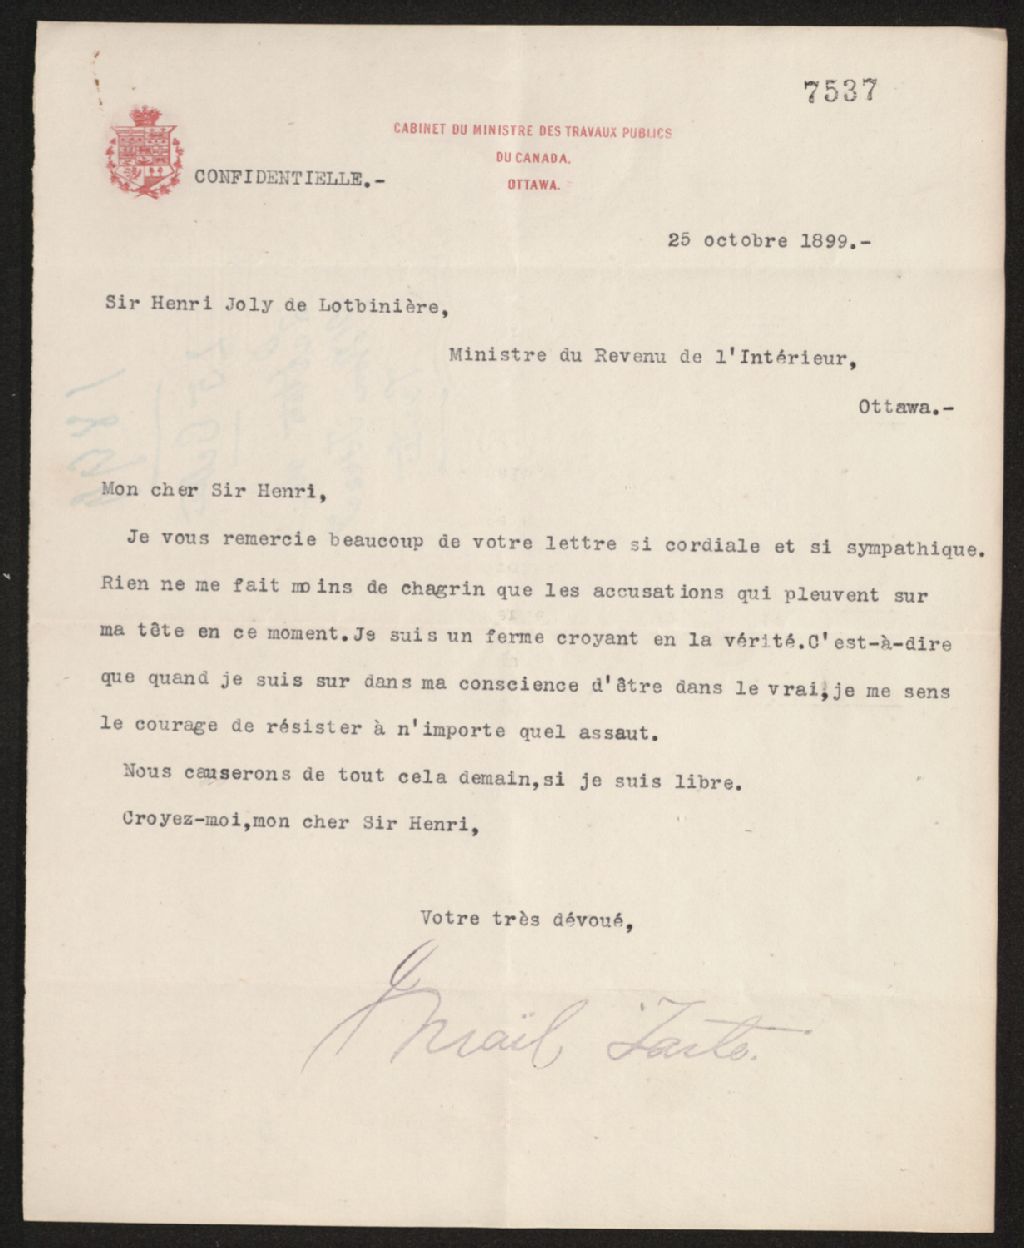 7537
CABINET DU MINISTRE DES TRAVAUX PUBLICS
DU CANADA.
OTTAWA.
CONFIDENTIELLE.-
25 octobre 1899.-
Sir Henri Joly de Lotbinière,
Ministre du Revenu de l'Intérieur,
Ottawa.-
Mon cher Sir Henri,
Je vous remercie beaucoup de votre lettre si cordiale et si sympathique.
Rien ne me fait moins de chagrin que les accusations qui pleuvent sur
ma tête en ce moment.Je suis un ferme croyant en la vérité.C'est-à-dire
que quand je suis sur dans ma conscience d'être dans le vrai,je me sens
le courage de résister à n'importe quel assaut.
Nous causerons de tout cela demain,si je suis libre.
Croyez-moi,mon cher Sir Henri,
Votre très dévoué,
Israël Tarte.